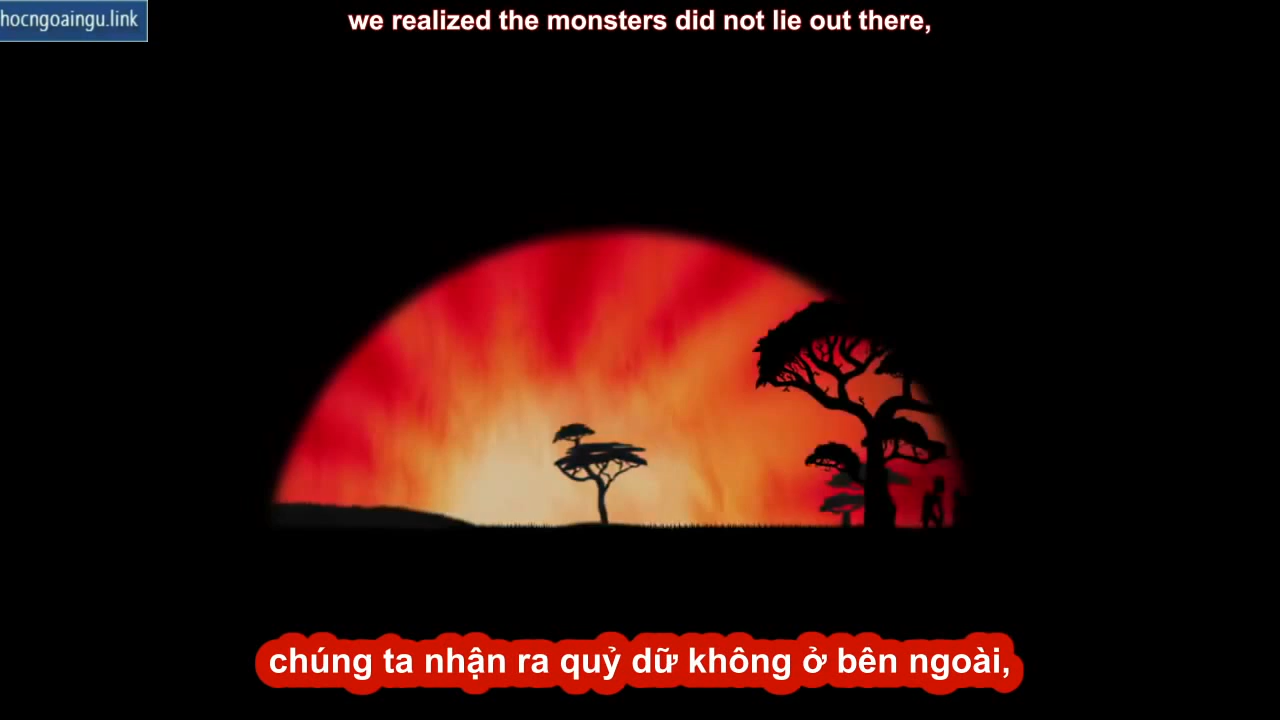 hocngoaingu.link
we realized the monsters did not lie out there,
chúng ta nhận ra quỷ dữ không ở bên ngoài,